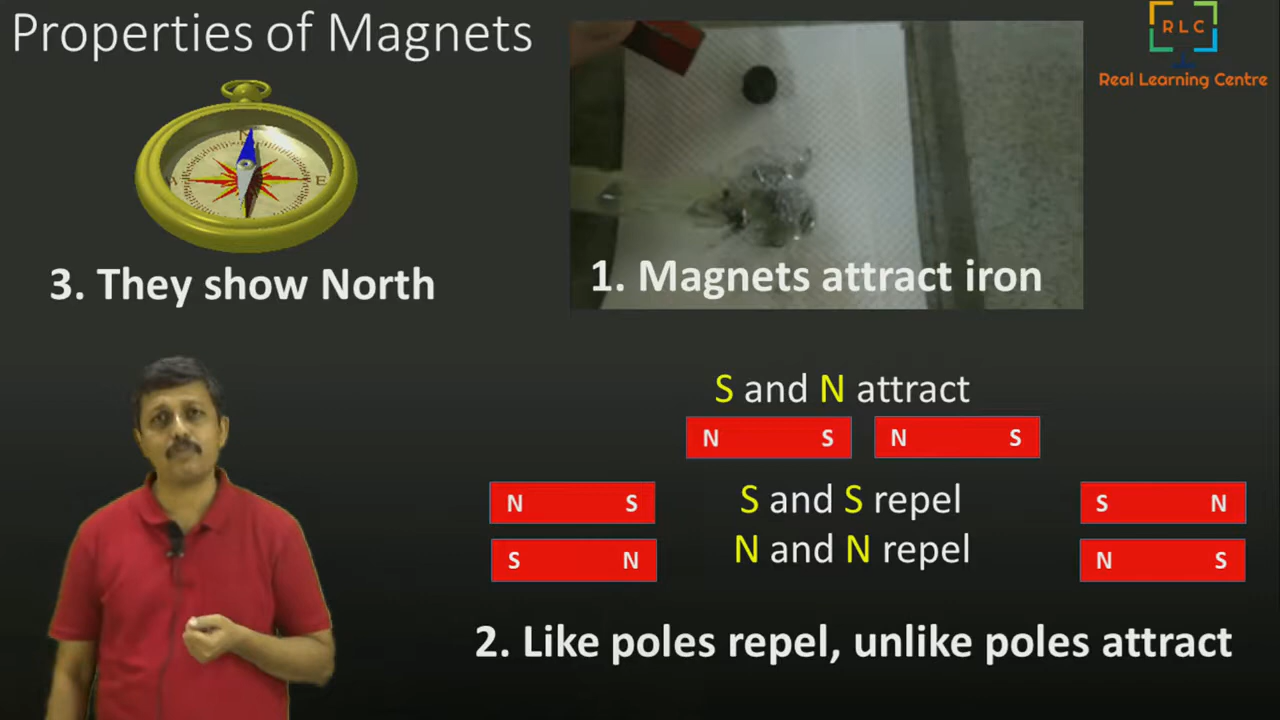 Properties of Magnets
RLC
Real Learning Centre
N
W
E
3. They show North
1. Magnets attract iron
S and N attract
N S N S
N S
S and S repel
S N
S N
N and N repel
N S
2. Like poles repel, unlike poles attract